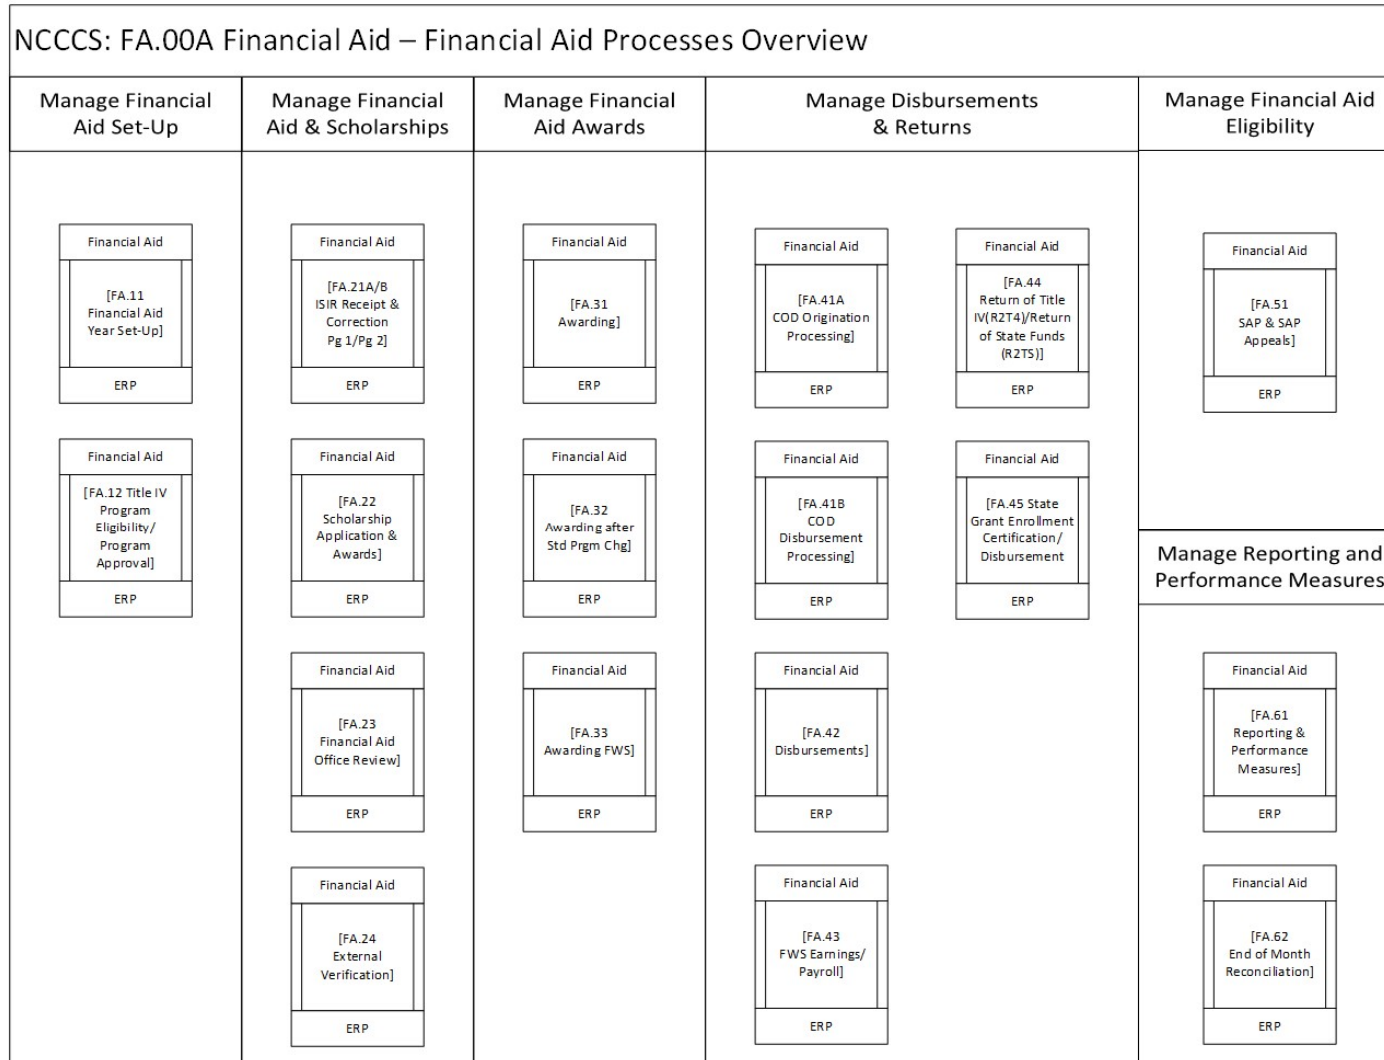 NCCCS: FA.00A Financial Aid – Financial Aid Processes Overview
Manage Financial
Aid Set-Up
Financial Aid
[FA.11
Financial Aid
Year Set-Up]
ERP
Financial Aid
[FA.12 Title IV
Program
Eligibility/
Program
Approval]
ERP
Manage Financial
Aid & Scholarships
Financial Aid
[FA.21A/B
ISIR Receipt &
Correction
Pg 1/Pg 2]
ERP
Financial Aid
[FA.22
Scholarship
Application &
Awards]
ERP
Financial Aid
[FA.23
Financial Aid
Office Review]
ERP
Financial Aid
[FA.24
External
Verification]
ERP
Manage Financial
Aid Awards
Financial Aid
[FA.31
Awarding]
ERP
Financial Aid
[FA.32
Awarding after
Std Prgm Chg]
ERP
Financial Aid
[FA.33
Awarding FWS]
ERP
Manage Disbursements
& Returns
Financial Aid
[FA.41A
COD Origination
Processing]
ERP
Financial Aid
[FA.41B
COD
Disbursement
Processing]
ERP
Financial Aid
[FA.42
Disbursements]
ERP
Financial Aid
[FA.43
FWS Earnings/
Payroll]
ERP
Financial Aid
[FA.44
Return of Title
IV(R2T4)/Return
of State Funds
(R2TS)]
ERP
Financial Aid
[FA.45 State
Grant Enrollment
Certification/
Disbursement
ERP
Manage Financial Aid
Eligibility
Financial Aid
[FA.51
SAP & SAP
Appeals]
ERP
Manage Reporting and
Performance Measures
Financial Aid
[FA.61
Reporting &
Performance
Measures]
ERP
Financial Aid
[FA.62
End of Month
Reconciliation]
ERP